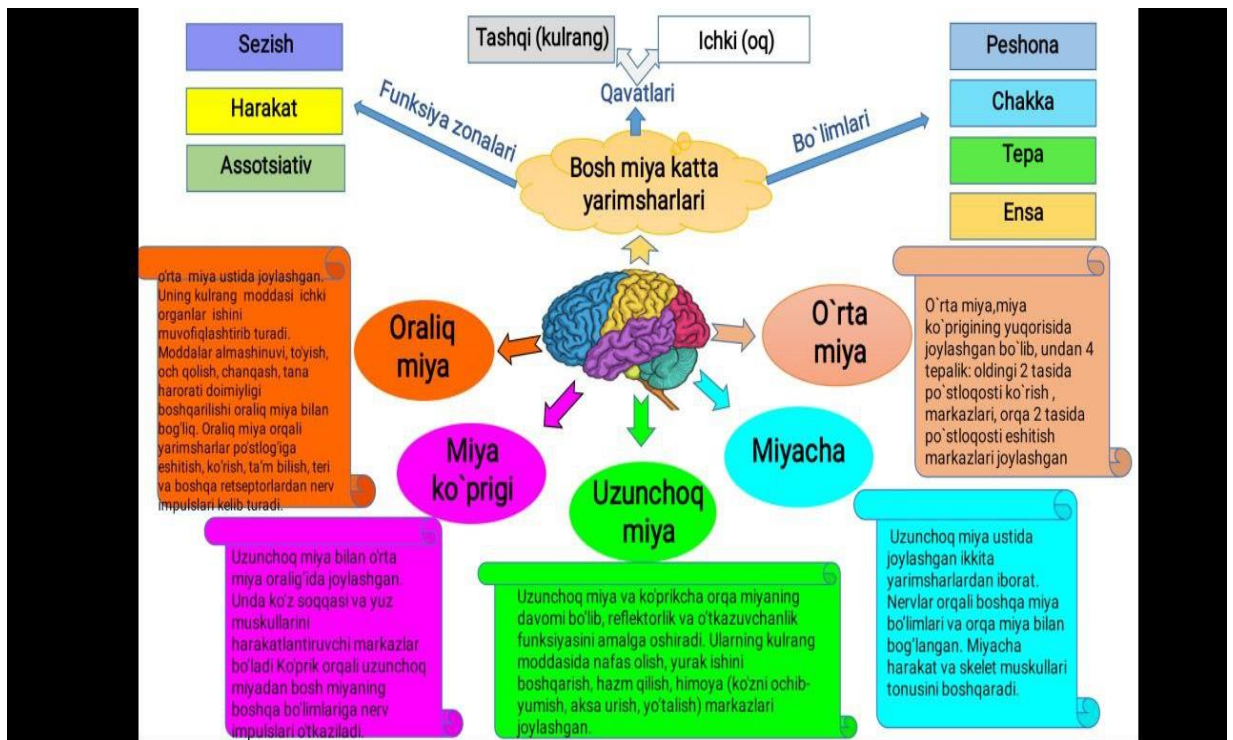 Sezish
Harakat
Assotsiativ
Funksiya zonalari
Tashqi (kulrang)
Ichki (oq)
Qavatlari
Bo`limlari
Peshona
Chakka
Tepa
Ensa
Bosh miya katta
yarimsharlari
o'rta miya ustida joylashgan.
Uning kulrang moddasi ichki
organlar ishini
muvofiqlashtirib turadi.
Moddalar almashinuvi, to'yish,
och qolish, chanqash, tana
harorati doimiyligi
boshqarilishi oraliq miya bilan
bog'liq. Oraliq miya orqali
yarimsharlar po'stlog'iga
eshitish, ko'rish, ta'm bilish, teri
va boshqa retseptorlardan nerv
impulslari kelib turadi.
Oraliq
miya
O`rta
miya
O`rta miya,miya
ko`prigining yuqorisida
joylashgan bo`lib, undan 4
tepalik: oldingi 2 tasida
po`stloqosti ko`rish ,
markazlari, orqa 2 tasida
po`stloqosti eshitish
markazlari joylashgan
Miya
ko`prigi
Uzunchoq
miya
Miyacha
Uzunchoq miya bilan o'rta
miya oralig'ida joylashgan.
Unda ko'z soqqasi va yuz
muskullarini
harakatlantiruvchi markazlar
bo'ladi Ko'prik orqali uzunchoq
miyadan bosh miyaning
boshqa bo'limlariga nerv
impulslari o'tkaziladi.
Uzunchoq miya va ko'prikcha orqa miyaning
davomi bo'lib, reflektorlik va o'tkazuvchanlik
funksiyasini amalga oshiradi. Ularning kulrang
moddasida nafas olish, yurak ishini
boshqarish, hazm qilish, himoya (ko'zni ochib-
yumish, aksa urish, yo'talish) markazlari
joylashgan.
Uzunchoq miya ustida
joylashgan ikkita
yarimsharlardan iborat.
Nervlar orqali boshqa miya
bo'limlari va orqa miya bilan
bog'langan. Miyacha
harakat va skelet muskullari
tonusini boshqaradi.